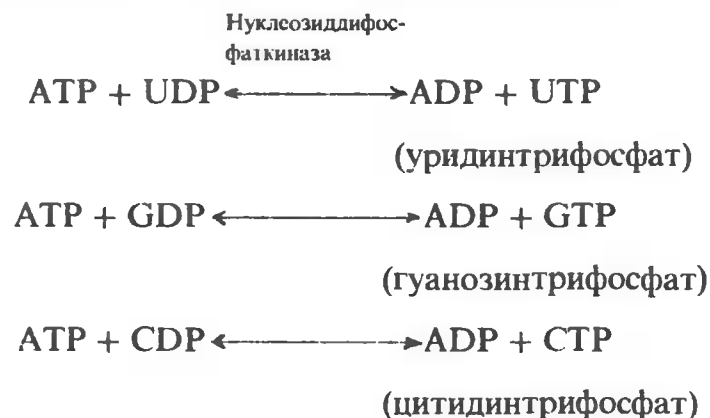 Нуклеозиддифос-
фаткиназа
ATP + UDP⟷ADP + UTP
(уридинтрифосфат)
ATP + GDP⟷ADP + GTP
(гуанозинтрифосфат)
ATP + CDP⟷ADP + CTP
(цитидинтрифосфат)